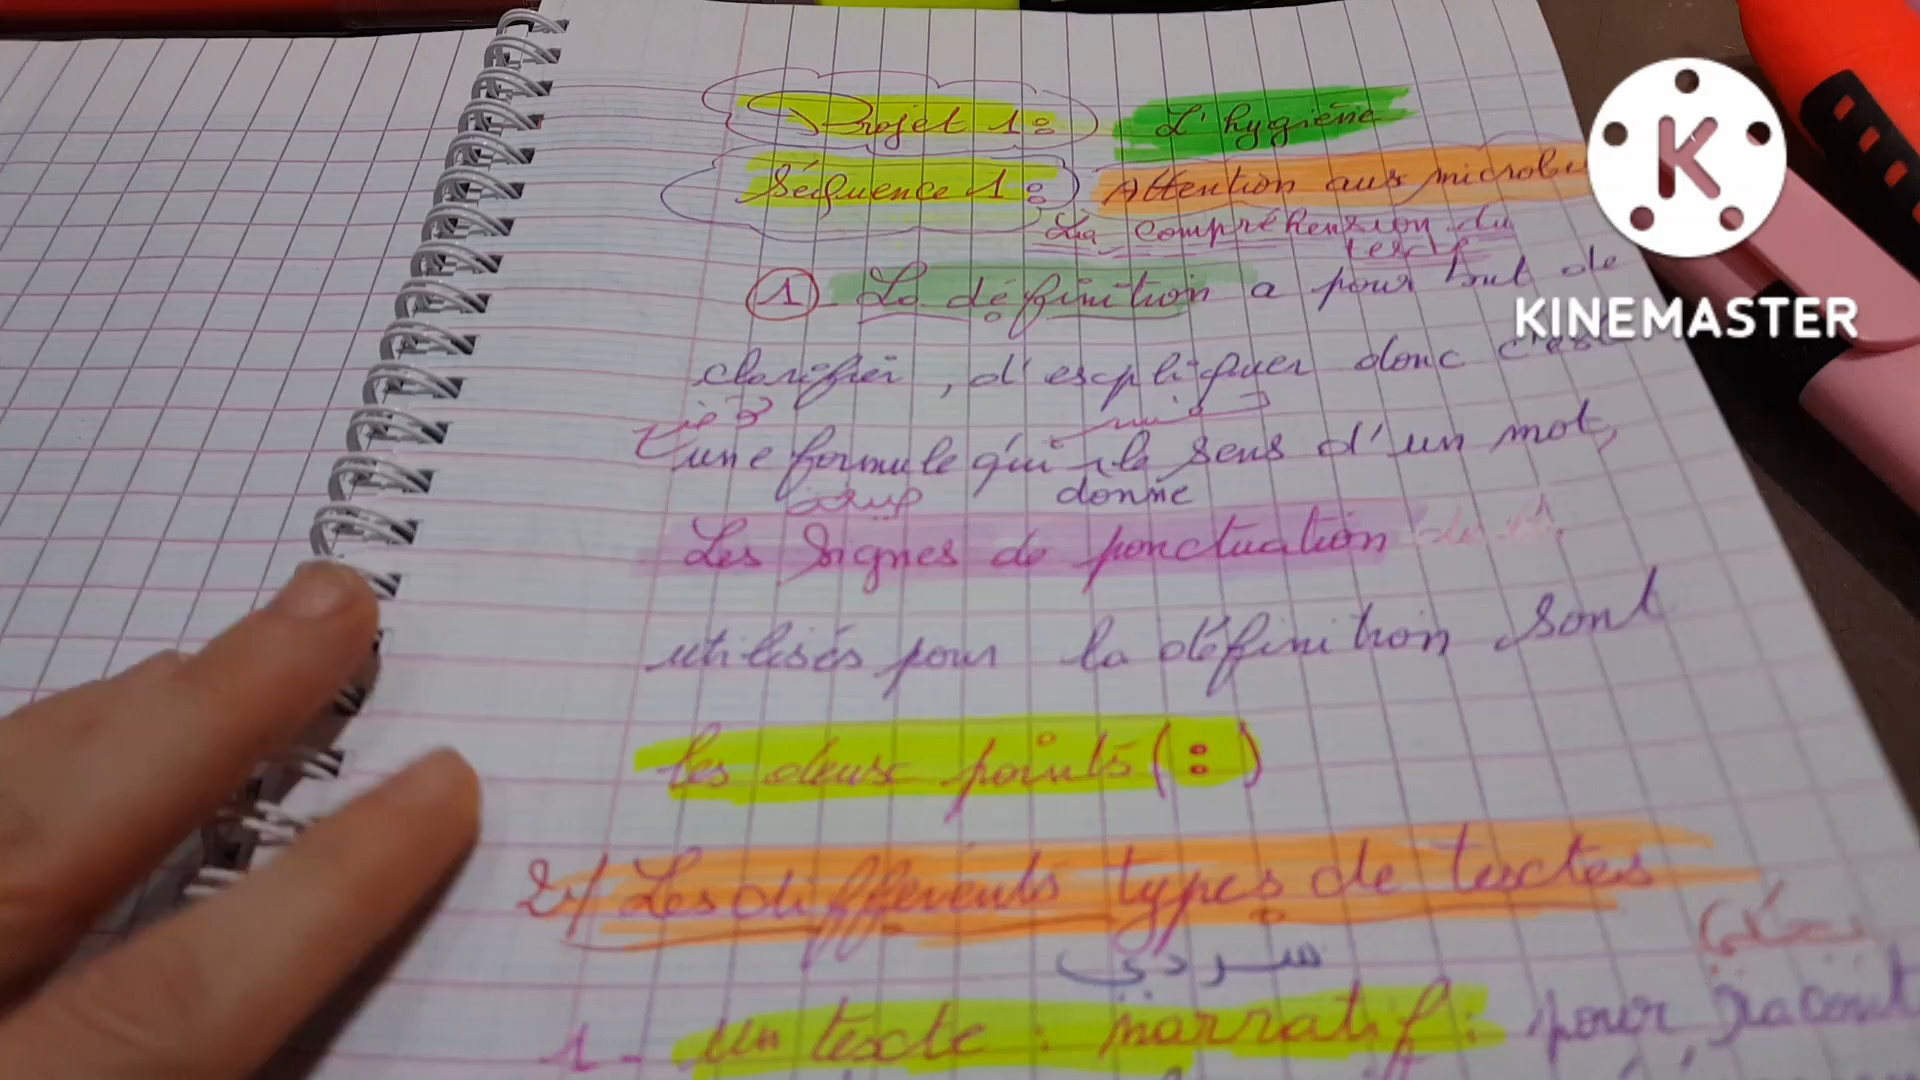 Projet 1: L'hygiène
Séquence 1: Attention aux microbe
La compréhension du
texte
1 - La définition a pour but de
clarifier, d'expliquer donc c'est
une formule qui le sens d'un mot,
donne
Les signes de ponctuation
utilisés pour la définition sont
les deux points (:)
2/ Les différents types de textes
سردي
1 - Un texte: narratif: pour racont
KINEMASTER